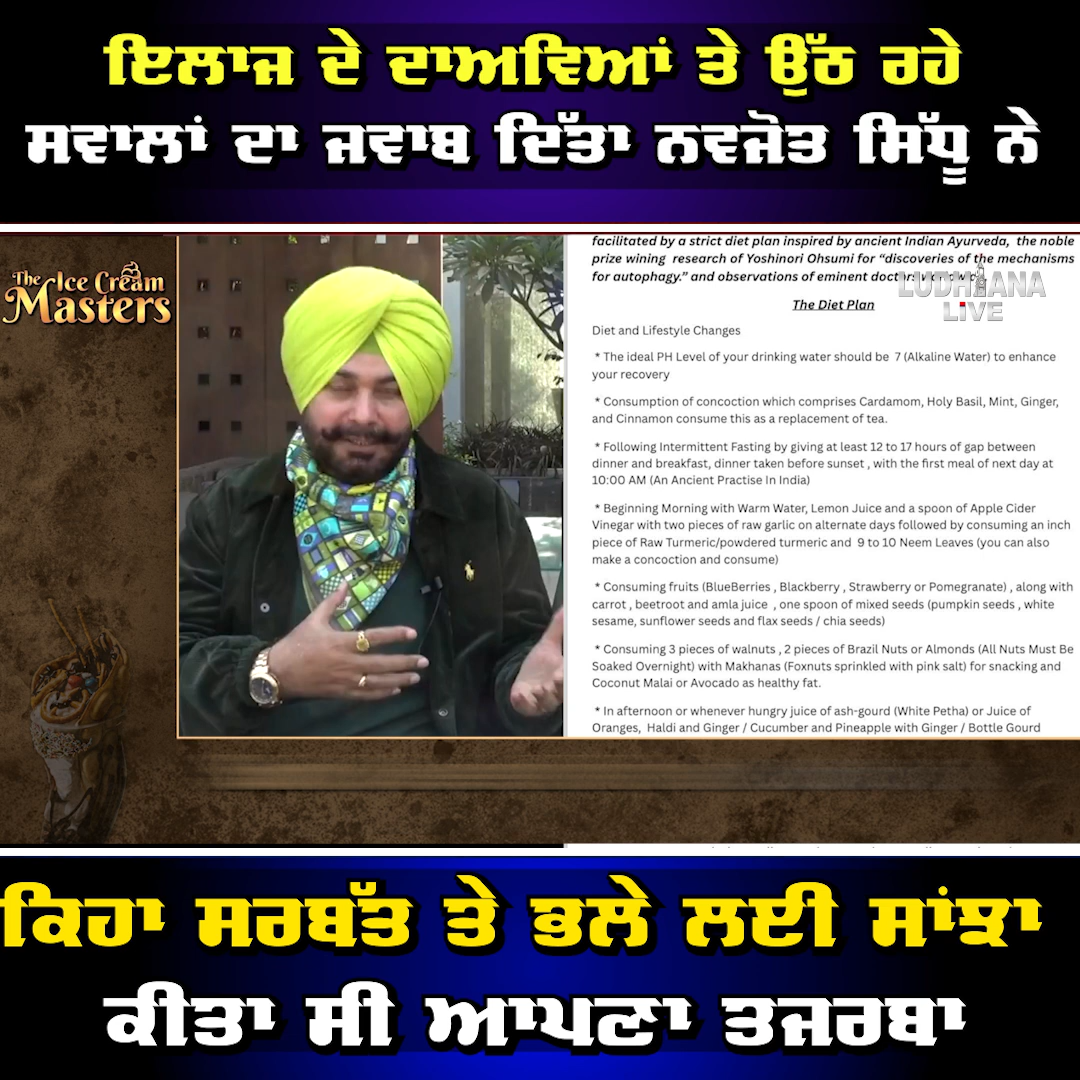 ਇਲਾਜ ਦੇ ਦਾਅਵਿਆਂ ਤੇ ਉੱਠ ਰਹੇ
ਸਵਾਲਾਂ ਦਾ ਜਵਾਬ ਦਿੱਤਾ ਨਵਜੋਤ ਸਿੱਧੂ ਨੇ
The Ice Cream
Masters
facilitated by a strict diet plan inspired by ancient Indian Ayurveda, the noble
prize wining research of Yoshinori Ohsumi for “discoveries of the mechanisms
for autophagy.” and observations of eminent
LUDHIANA
LIVE
The Diet Plan
Diet and Lifestyle Changes
* The ideal PH Level of your drinking water should be 7 (Alkaline Water) to enhance
your recovery
* Consumption of concoction which comprises Cardamom, Holy Basil, Mint, Ginger,
and Cinnamon consume this as a replacement of tea.
* Following Intermittent Fasting by giving at least 12 to 17 hours of gap between
dinner and breakfast, dinner taken before sunset , with the first meal of next day at
10:00 AM (An Ancient Practise In India)
* Beginning Morning with Warm Water, Lemon Juice and a spoon of Apple Cider
Vinegar with two pieces of raw garlic on alternate days followed by consuming an inch
piece of Raw Turmeric/powdered turmeric and 9 to 10 Neem Leaves (you can also
make a concoction and consume)
* Consuming fruits (BlueBerries , Blackberry , Strawberry or Pomegranate) , along with
carrot , beetroot and amla juice , one spoon of mixed seeds (pumpkin seeds , white
sesame, sunflower seeds and flax seeds / chia seeds)
* Consuming 3 pieces of walnuts , 2 pieces of Brazil Nuts or Almonds (All Nuts Must Be
Soaked Overnight) with Makhanas (Foxnuts sprinkled with pink salt) for snacking and
Coconut Malai or Avocado as healthy fat.
* In afternoon or whenever hungry juice of ash-gourd (White Petha) or Juice of
Oranges, Haldi and Ginger / Cucumber and Pineapple with Ginger / Bottle Gourd
ਕਿਹਾ ਸਰਬੱਤ ਤੇ ਭਲੇ ਲਈ ਸਾਂਝਾ
ਕੀਤਾ ਸੀ ਆਪਣਾ ਤਜਰਬਾ